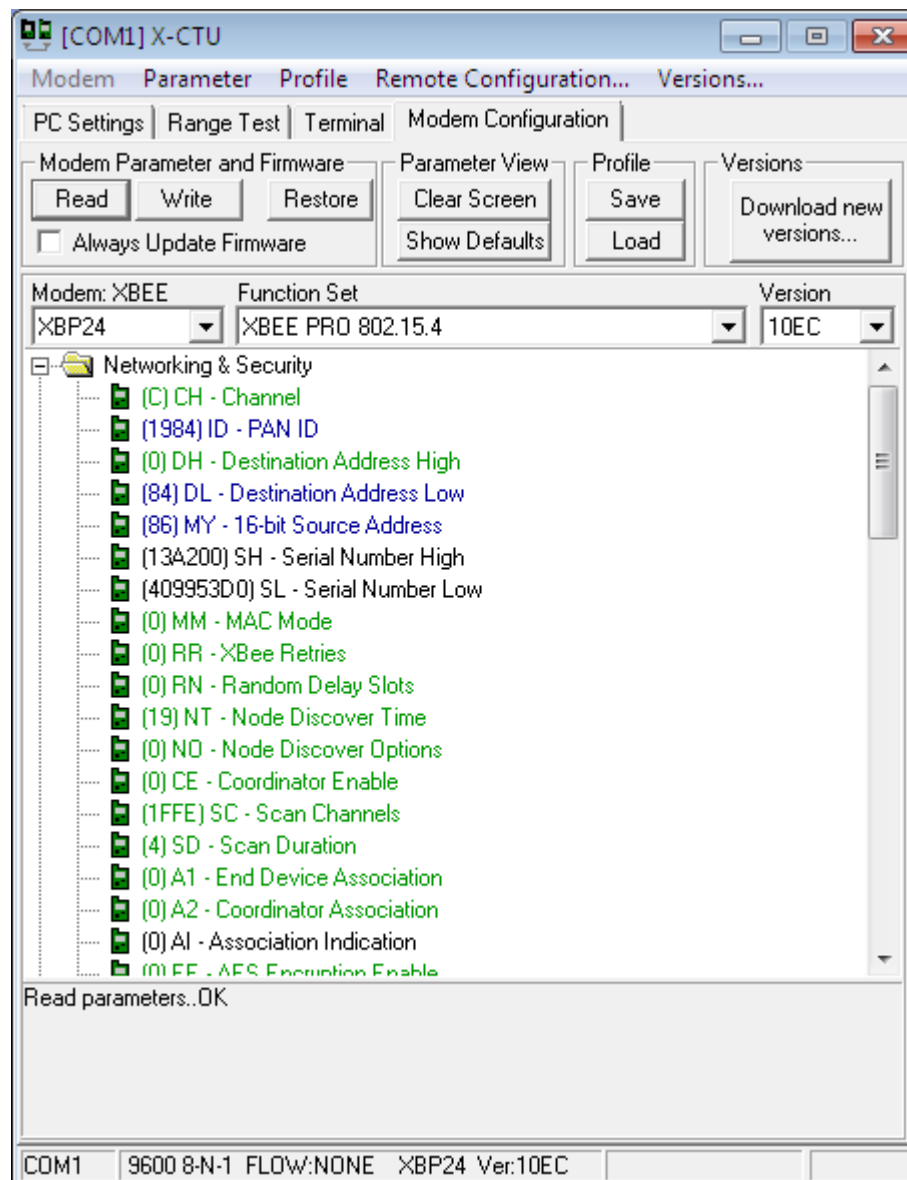 [COM1] X-CTU
Modem Parameter Profile Remote Configuration... Versions...
PC Settings Range Test Terminal Modem Configuration
Modem Parameter and Firmware Parameter View Profile Versions
Read Write Restore Clear Screen Save Download new versions...
Always Update Firmware Show Defaults Load
Modem: XBEE Function Set Version
XBP24 XBEE PRO 802.15.4 10EC
Networking & Security
(C) CH - Channel
(1984) ID - PAN ID
(0) DH - Destination Address High
(84) DL - Destination Address Low
(86) MY - 16-bit Source Address
(13A200) SH - Serial Number High
(409953D0) SL - Serial Number Low
(0) MM - MAC Mode
(0) RR - XBee Retries
(0) RN - Random Delay Slots
(19) NT - Node Discover Time
(0) NO - Node Discover Options
(0) CE - Coordinator Enable
(1FFE) SC - Scan Channels
(4) SD - Scan Duration
(0) A1 - End Device Association
(0) A2 - Coordinator Association
(0) AI - Association Indication
(0) EE - AES Encryption Enable
Read parameters..OK
COM1 9600 8-N-1 FLOW:NONE XBP24 Ver:10EC